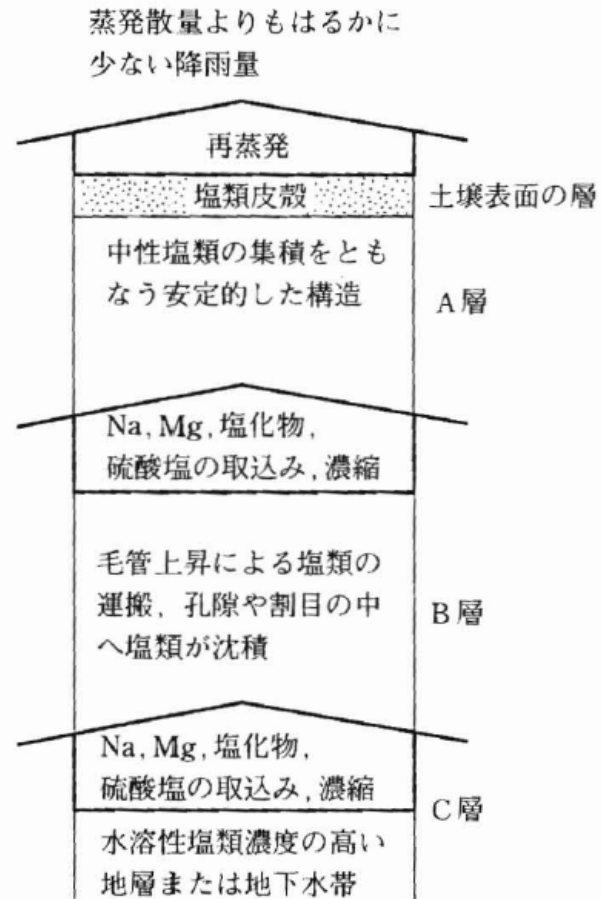 蒸発散量よりもはるかに
少ない降雨量
再蒸発
塩類皮殻
土壌表面の層
中性塩類の集積をとも
なう安定的した構造
A層
Na, Mg, 塩化物,
硫酸塩の取込み, 濃縮
毛管上昇による塩類の
運搬, 孔隙や割目の中
へ塩類が沈積
B層
Na, Mg, 塩化物,
硫酸塩の取込み, 濃縮
C層
水溶性塩類濃度の高い
地層または地下水帯